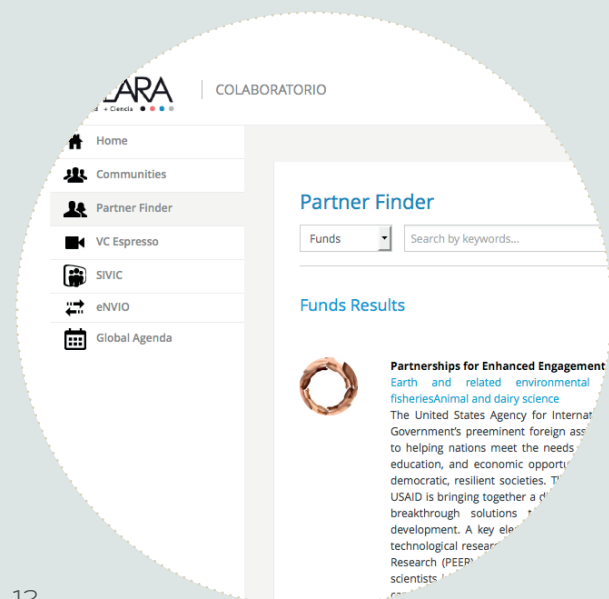 ARA
+ Ciencia
COLABORATORIO
Home
Communities
Partner Finder
VC Espresso
SIVIC
eNVIO
Global Agenda
Partner Finder
Funds
Search by keywords...
Funds Results
Partnerships for Enhanced Engagement
Earth and related environmental
fisheriesAnimal and dairy science
The United States Agency for Internat
Government's preeminent foreign ass
to helping nations meet the needs
education, and economic opportu
democratic, resilient societies.
USAID is bringing together a
breakthrough solutions
development. A key ele
technological resear
Research (PEER)
scientists
12